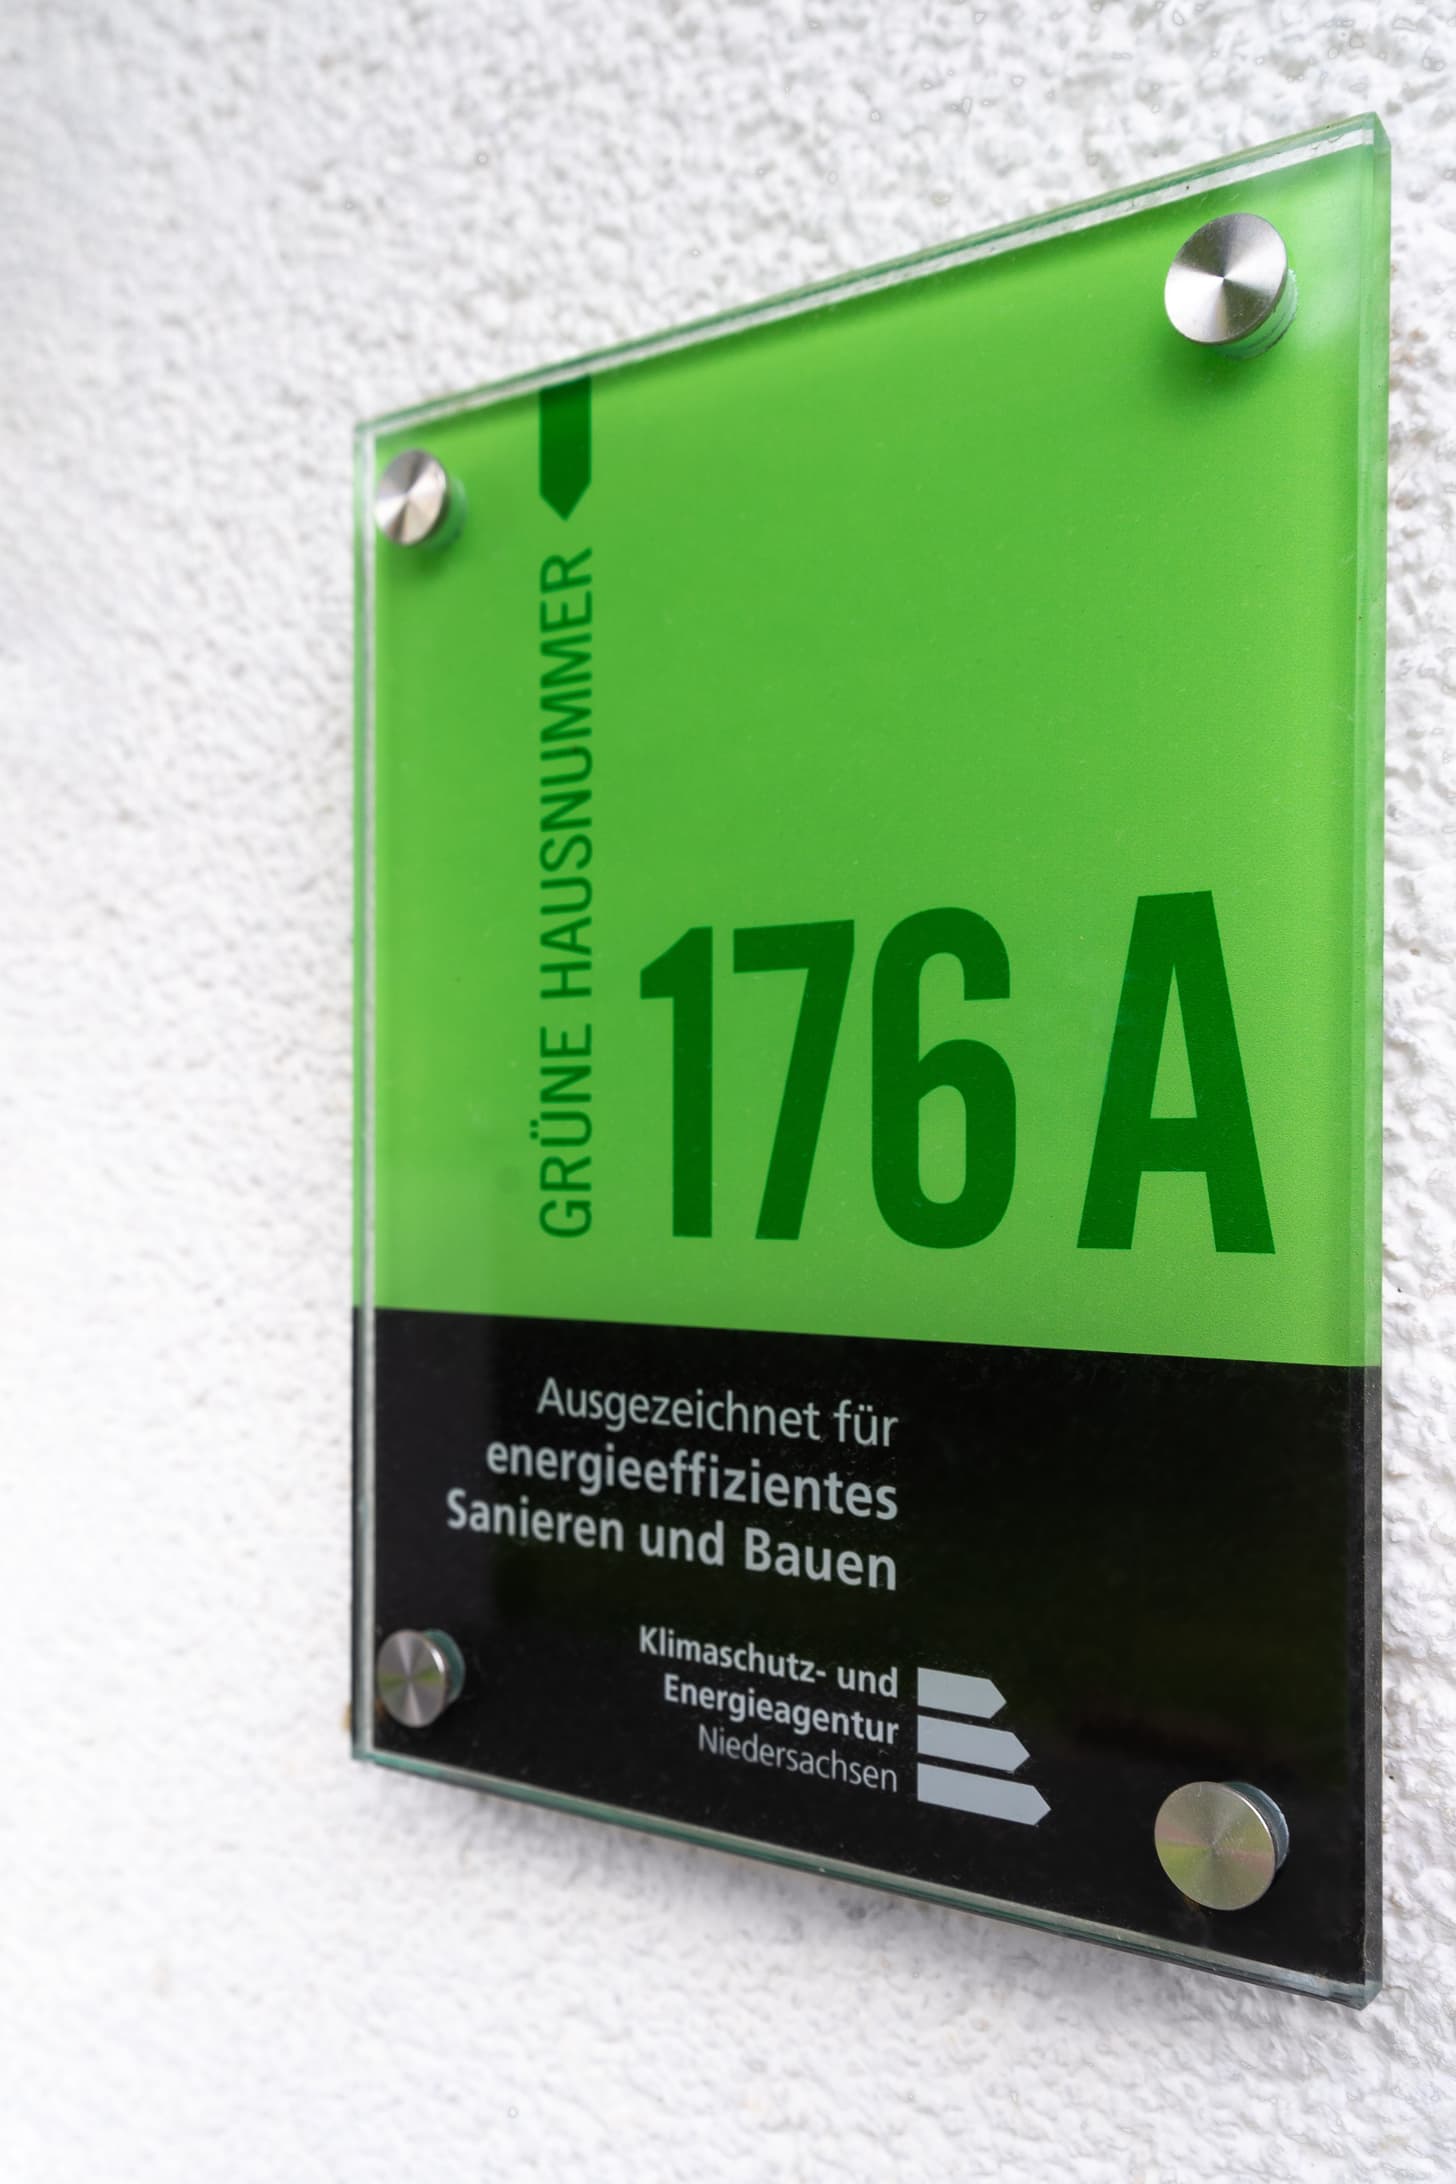 GRÜNE HAUSNUMMER
176 A
Ausgezeichnet für
energieeffizientes
Sanieren und Bauen
Klimaschutz- und
Energieagentur
Niedersachsen